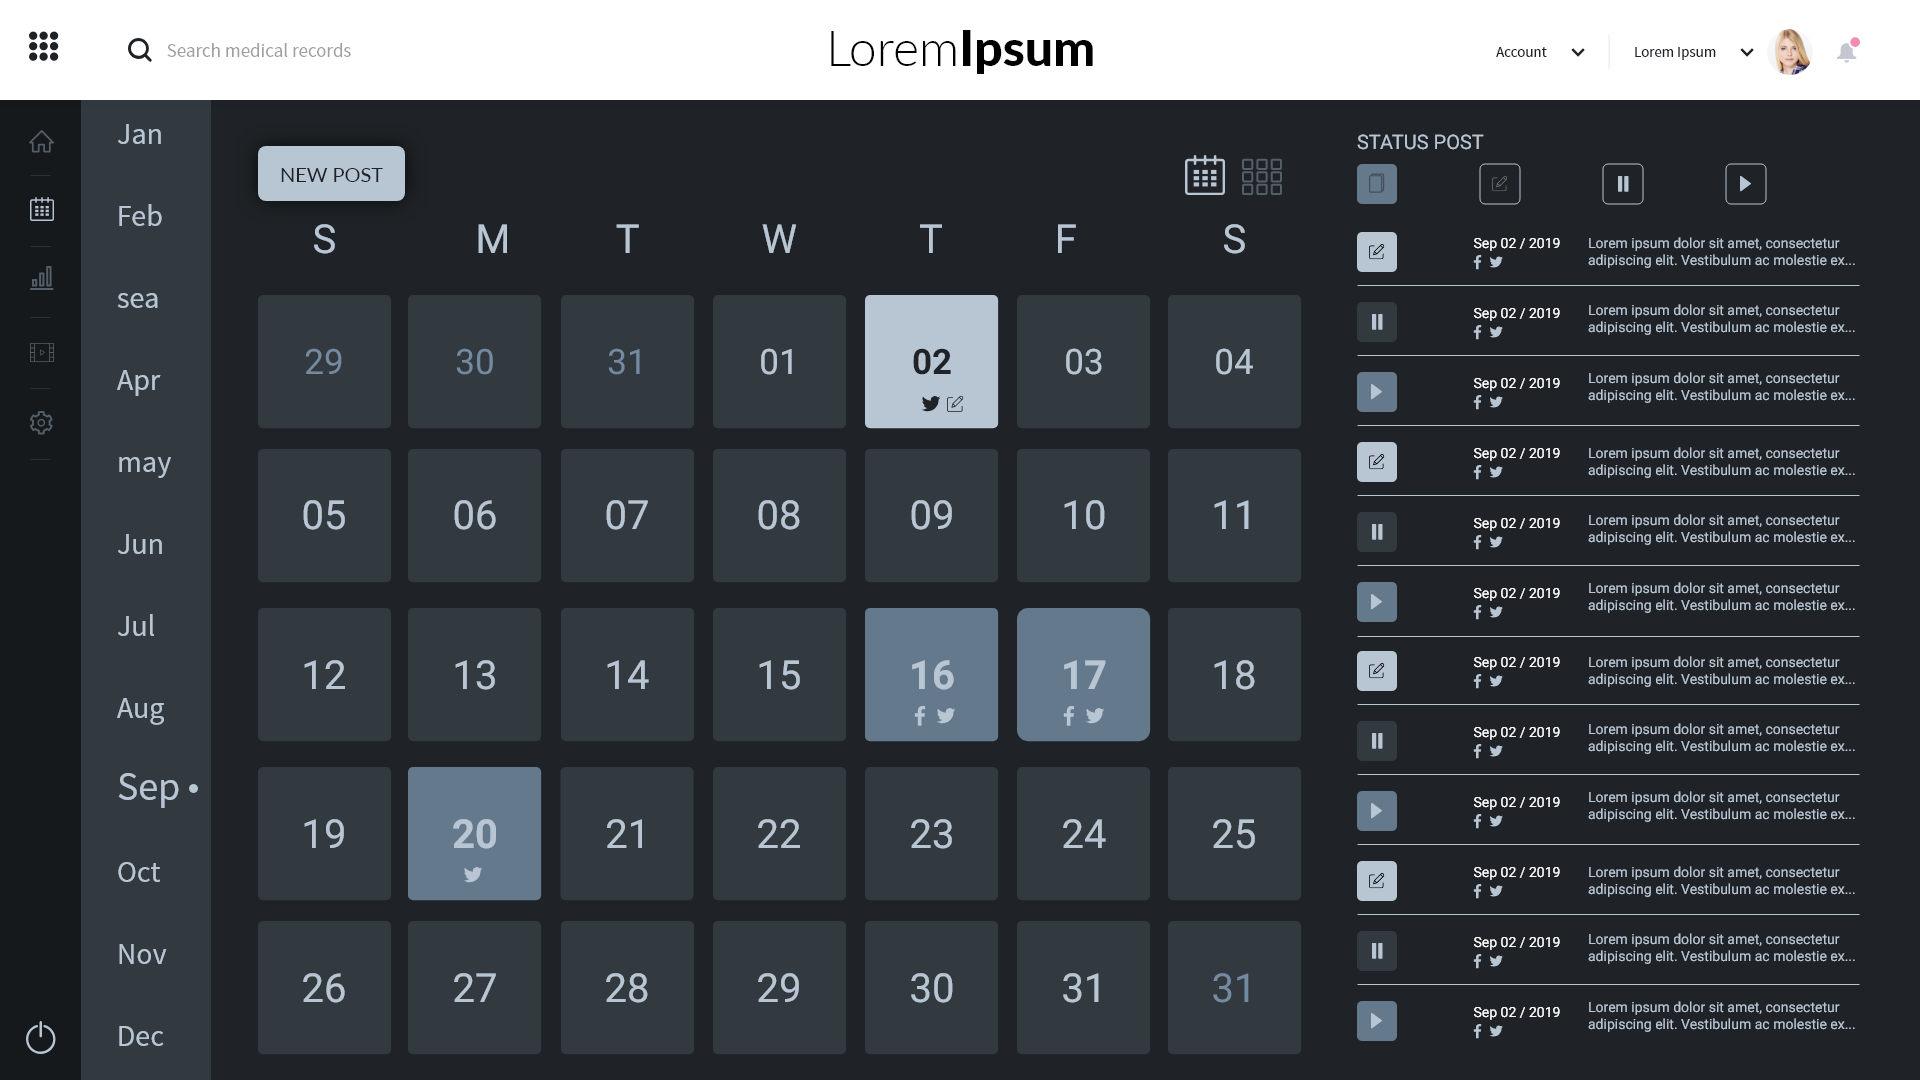 Search medical records
LoremIpsum
Account
Lorem Ipsum
Jan
Feb
sea
Apr
may
Jun
Jul
Aug
Sep •
Oct
Nov
Dec
NEW POST
S M T W T F S
29 30 31 01 02 03 04
05 06 07 08 09 10 11
12 13 14 15 16 17 18
19 20 21 22 23 24 25
26 27 28 29 30 31 31
STATUS POST
Sep 02 / 2019
Lorem ipsum dolor sit amet, consectetur
adipiscing elit. Vestibulum ac molestie ex...
Sep 02 / 2019
Lorem ipsum dolor sit amet, consectetur
adipiscing elit. Vestibulum ac molestie ex...
Sep 02 / 2019
Lorem ipsum dolor sit amet, consectetur
adipiscing elit. Vestibulum ac molestie ex...
Sep 02 / 2019
Lorem ipsum dolor sit amet, consectetur
adipiscing elit. Vestibulum ac molestie ex...
Sep 02 / 2019
Lorem ipsum dolor sit amet, consectetur
adipiscing elit. Vestibulum ac molestie ex...
Sep 02 / 2019
Lorem ipsum dolor sit amet, consectetur
adipiscing elit. Vestibulum ac molestie ex...
Sep 02 / 2019
Lorem ipsum dolor sit amet, consectetur
adipiscing elit. Vestibulum ac molestie ex...
Sep 02 / 2019
Lorem ipsum dolor sit amet, consectetur
adipiscing elit. Vestibulum ac molestie ex...
Sep 02 / 2019
Lorem ipsum dolor sit amet, consectetur
adipiscing elit. Vestibulum ac molestie ex...
Sep 02 / 2019
Lorem ipsum dolor sit amet, consectetur
adipiscing elit. Vestibulum ac molestie ex...
Sep 02 / 2019
Lorem ipsum dolor sit amet, consectetur
adipiscing elit. Vestibulum ac molestie ex...
Sep 02 / 2019
Lorem ipsum dolor sit amet, consectetur
adipiscing elit. Vestibulum ac molestie ex...